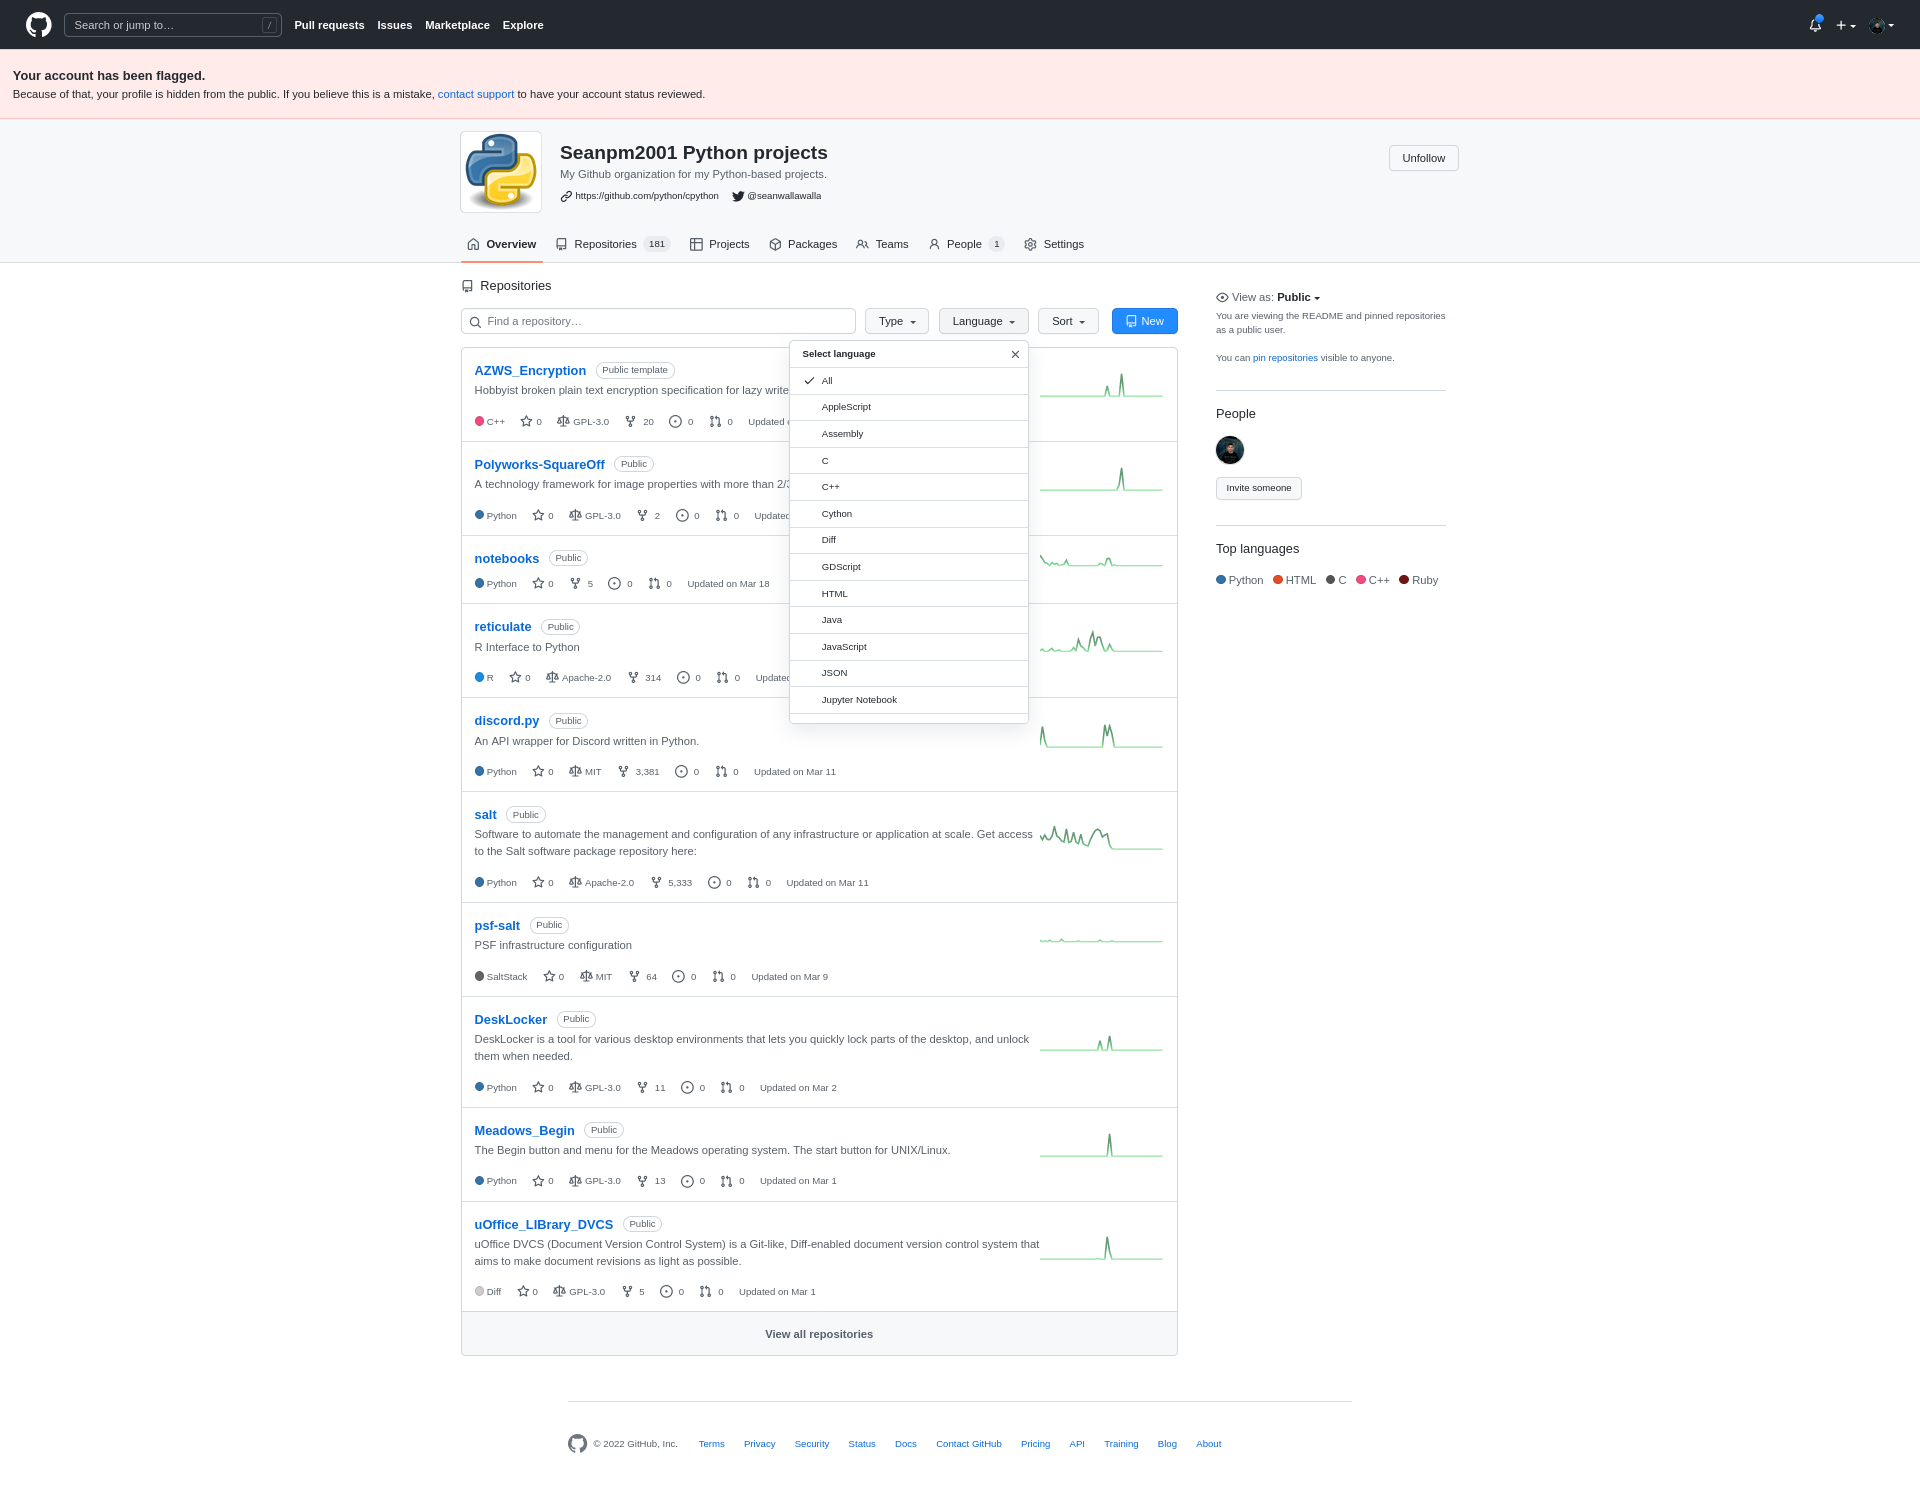 Search or jump to… /
Pull requests Issues Marketplace Explore
Your account has been flagged.
Because of that, your profile is hidden from the public. If you believe this is a mistake, contact support to have your account status reviewed.
Seanpm2001 Python projects
My Github organization for my Python-based projects.
https://github.com/python/cpython @seanwallawalla
Unfollow
Overview Repositories 181 Projects Packages Teams People 1 Settings
Repositories
Find a repository… Type Language Sort New
Select language
All
AppleScript
Assembly
C
C++
Cython
Diff
GDScript
HTML
Java
JavaScript
JSON
Jupyter Notebook
AZWS_Encryption Public template
Hobbyist broken plain text encryption specification for lazy write
C++ 0 GPL-3.0 20 0 0 Updated
Polyworks-SquareOff Public
A technology framework for image properties with more than 2/3
Python 0 GPL-3.0 2 0 0 Updated
notebooks Public
Python 0 5 0 0 Updated on Mar 18
reticulate Public
R Interface to Python
R 0 Apache-2.0 314 0 0 Updated
discord.py Public
An API wrapper for Discord written in Python.
Python 0 MIT 3,381 0 0 Updated on Mar 11
salt Public
Software to automate the management and configuration of any infrastructure or application at scale. Get access
to the Salt software package repository here:
Python 0 Apache-2.0 5,333 0 0 Updated on Mar 11
psf-salt Public
PSF infrastructure configuration
SaltStack 0 MIT 64 0 0 Updated on Mar 9
DeskLocker Public
DeskLocker is a tool for various desktop environments that lets you quickly lock parts of the desktop, and unlock
them when needed.
Python 0 GPL-3.0 11 0 0 Updated on Mar 2
Meadows_Begin Public
The Begin button and menu for the Meadows operating system. The start button for UNIX/Linux.
Python 0 GPL-3.0 13 0 0 Updated on Mar 1
uOffice_LIBrary_DVCS Public
uOffice DVCS (Document Version Control System) is a Git-like, Diff-enabled document version control system that
aims to make document revisions as light as possible.
Diff 0 GPL-3.0 5 0 0 Updated on Mar 1
View all repositories
View as: Public
You are viewing the README and pinned repositories
as a public user.
You can pin repositories visible to anyone.
People
Invite someone
Top languages
Python HTML C C++ Ruby
© 2022 GitHub, Inc. Terms Privacy Security Status Docs Contact GitHub Pricing API Training Blog About